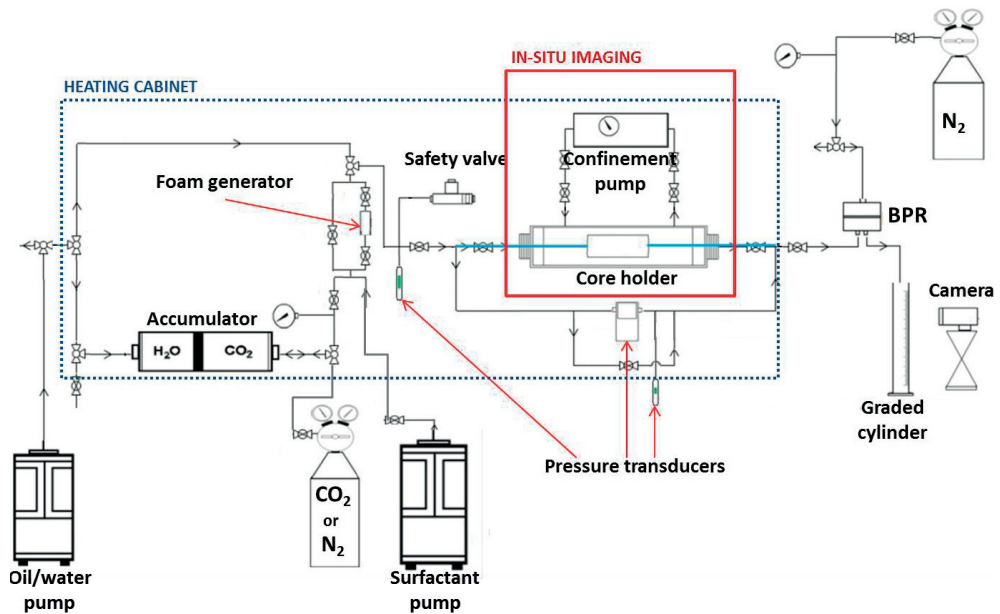 IN-SITU IMAGING
HEATING CABINET
N2
Safety valve
Confinement
pump
Foam generator
BPR
Core holder
Camera
Accumulator
H2O
CO2
Graded
cylinder
Pressure transducers
CO2
or
N2
Oil/water
pump
Surfactant
pump